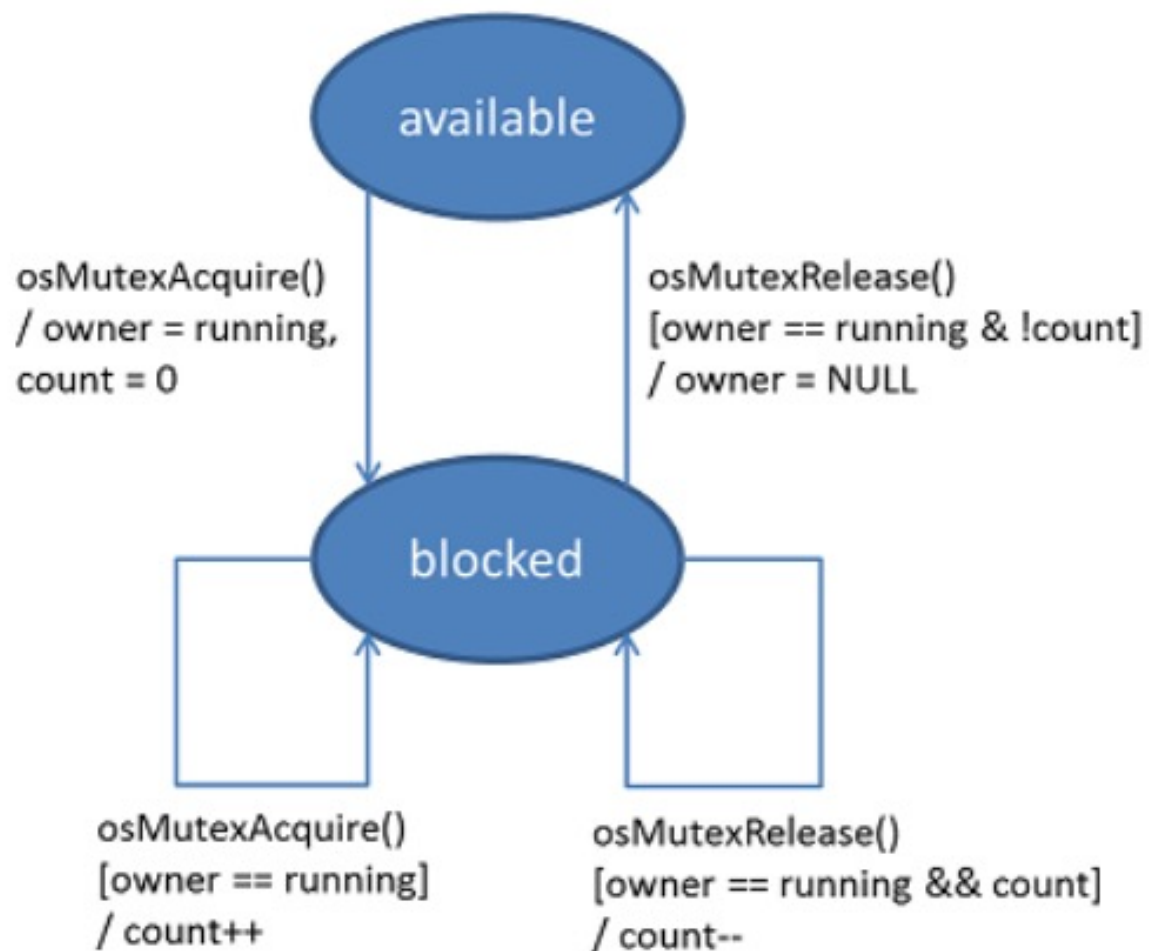 available
osMutexAcquire()
/ owner = running,
count = 0
osMutexRelease()
[owner == running & !count]
/ owner = NULL
blocked
osMutexAcquire()
[owner == running]
/ count++
osMutexRelease()
[owner == running && count]
/ count--